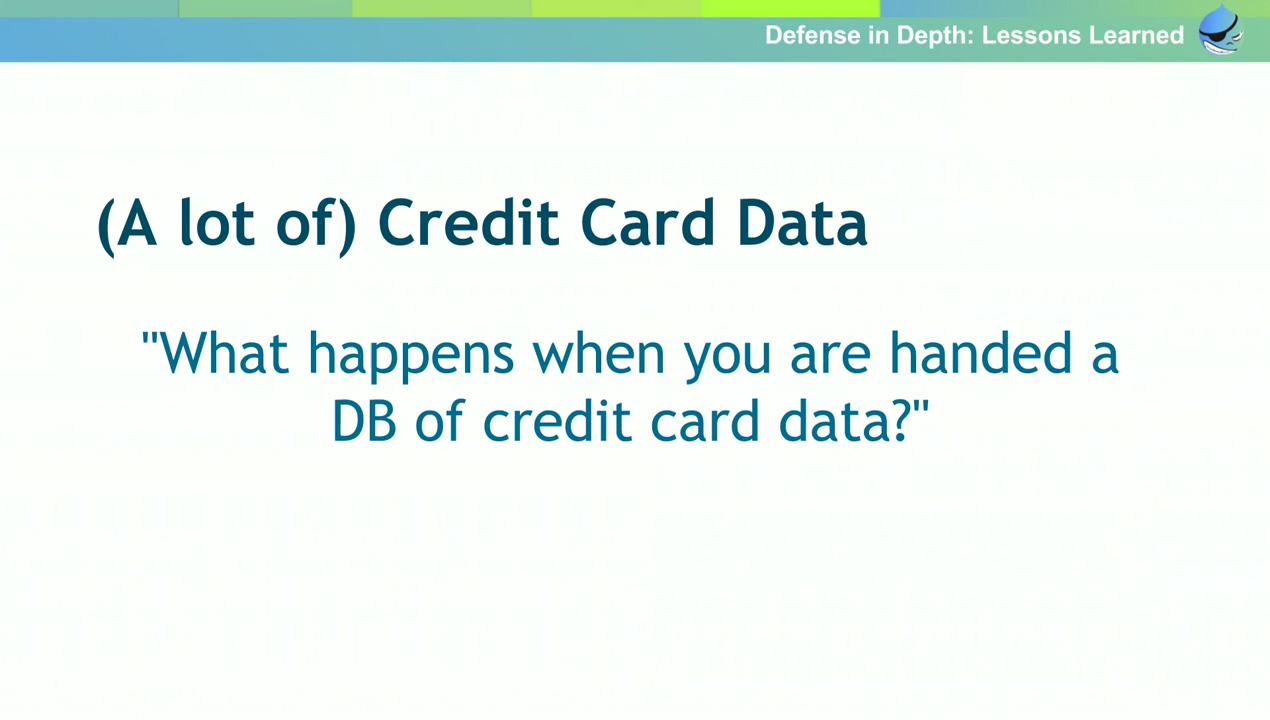 Defense in Depth: Lessons Learned
(A lot of) Credit Card Data
"What happens when you are handed a
DB of credit card data?"